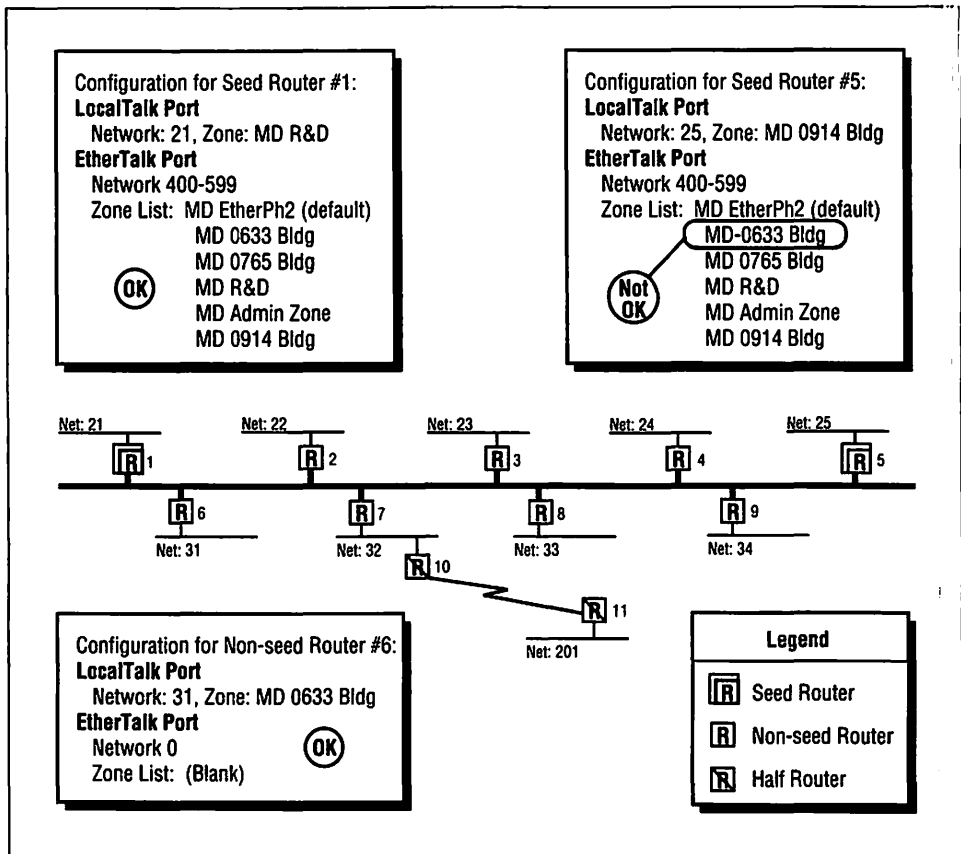 Configuration for Seed Router #1:
LocalTalk Port
Network: 21, Zone: MD R&D
EtherTalk Port
Network 400-599
Zone List: MD EtherPh2 (default)
MD 0633 Bldg
MD 0765 Bldg
MD R&D
MD Admin Zone
MD 0914 Bldg
OK
Configuration for Seed Router #5:
LocalTalk Port
Network: 25, Zone: MD 0914 Bldg
EtherTalk Port
Network 400-599
Zone List: MD EtherPh2 (default)
MD-0633 Bldg
MD 0765 Bldg
MD R&D
MD Admin Zone
MD 0914 Bldg
Not
OK
Net: 21
Net: 22
Net: 23
Net: 24
Net: 25
R 1
R 2
R 3
R 4
R 5
R 6
R 7
R 8
R 9
Net: 31
Net: 32
Net: 33
Net: 34
R 10
R 11
Net: 201
Configuration for Non-seed Router #6:
LocalTalk Port
Network: 31, Zone: MD 0633 Bldg
EtherTalk Port
Network 0
Zone List: (Blank)
OK
Legend
R Seed Router
R Non-seed Router
R Half Router